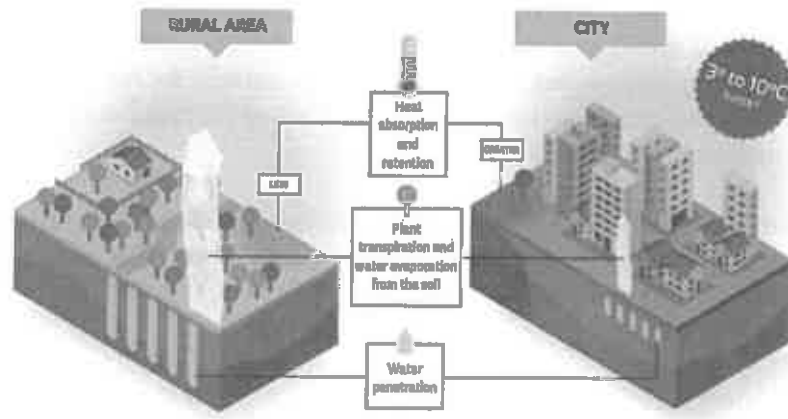 RURAL AREA
CITY
3° to 10°C
hotter
Heat
absorption
and
retention
LESS
GREATER
Plant
transpiration and
water evaporation
from the soil
Water
penetration